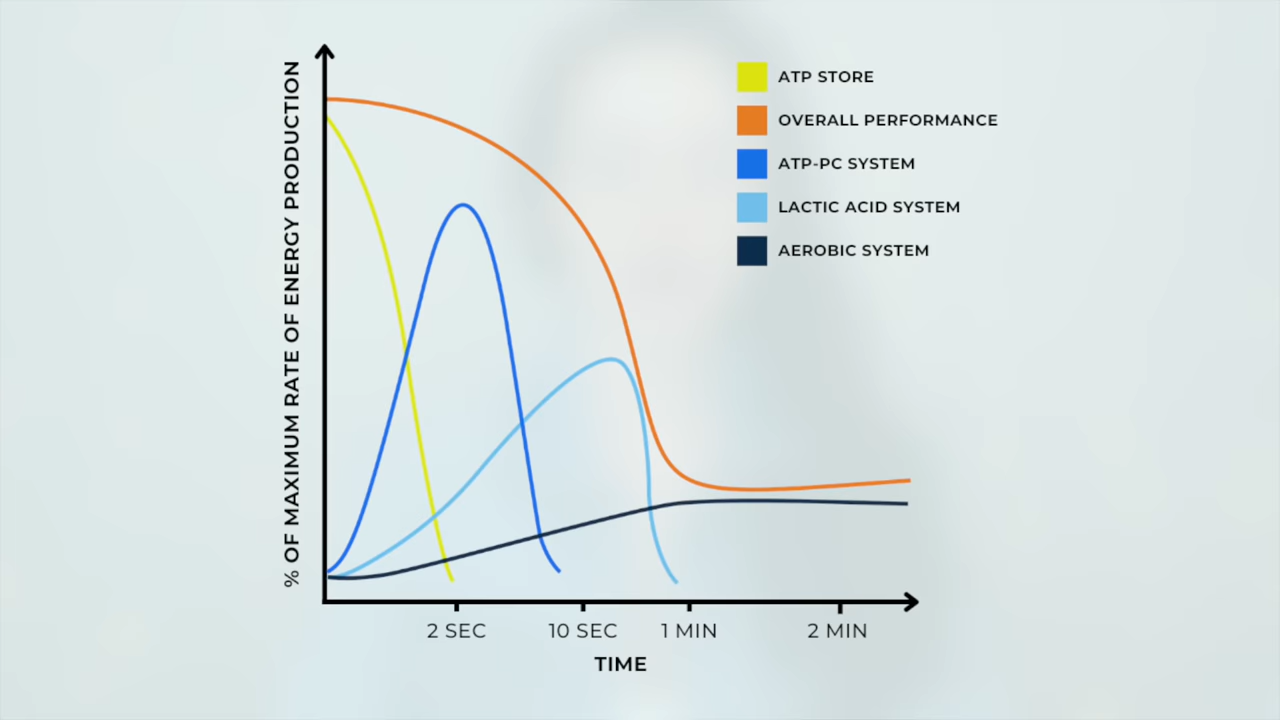 % OF MAXIMUM RATE OF ENERGY PRODUCTION
ATP STORE
OVERALL PERFORMANCE
ATP-PC SYSTEM
LACTIC ACID SYSTEM
AEROBIC SYSTEM
2 SEC 10 SEC 1 MIN 2 MIN
TIME